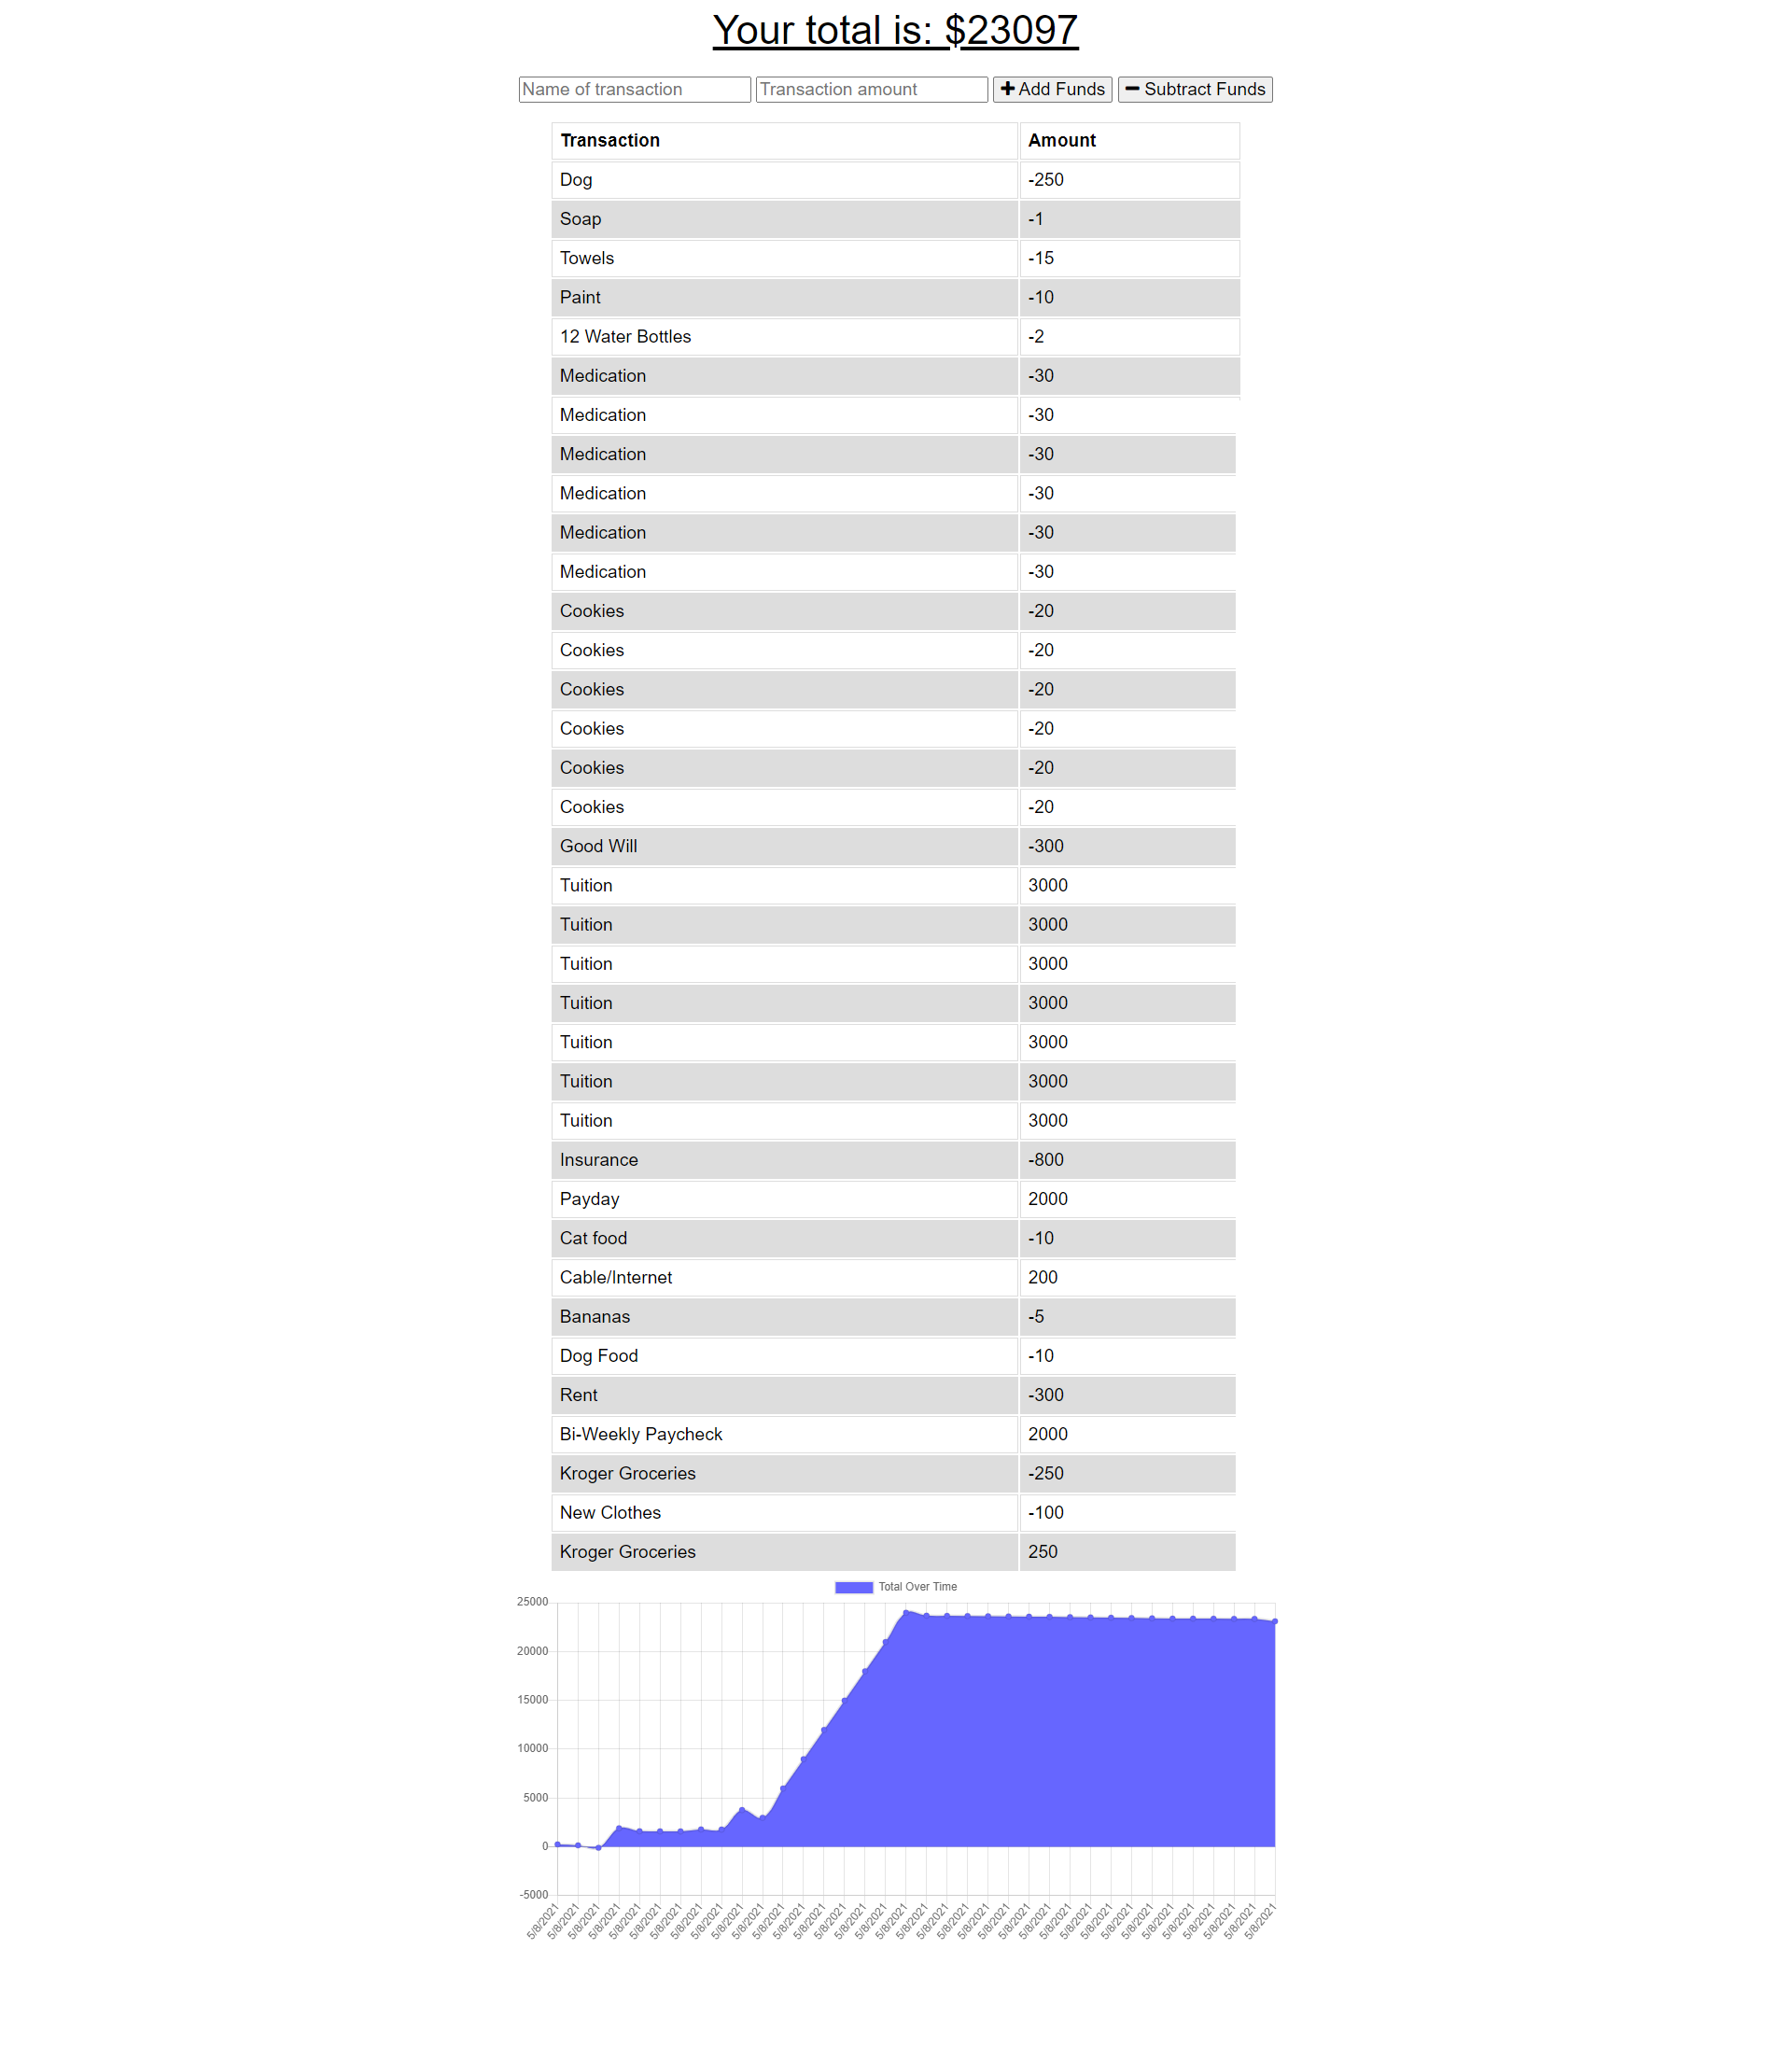 Your total is: $23097
Name of transaction Transaction amount Add Funds Subtract Funds
Transaction Amount
Dog -250
Soap -1
Towels -15
Paint -10
12 Water Bottles -2
Medication -30
Medication -30
Medication -30
Medication -30
Medication -30
Medication -30
Cookies -20
Cookies -20
Cookies -20
Cookies -20
Cookies -20
Cookies -20
Good Will -300
Tuition 3000
Tuition 3000
Tuition 3000
Tuition 3000
Tuition 3000
Tuition 3000
Tuition 3000
Insurance -800
Payday 2000
Cat food -10
Cable/Internet 200
Bananas -5
Dog Food -10
Rent -300
Bi-Weekly Paycheck 2000
Kroger Groceries -250
New Clothes -100
Kroger Groceries 250
Total Over Time
25000
20000
15000
10000
5000
0
-5000
5/8/2021 5/8/2021 5/8/2021 5/8/2021 5/8/2021 5/8/2021 5/8/2021 5/8/2021 5/8/2021 5/8/2021 5/8/2021 5/8/2021 5/8/2021 5/8/2021 5/8/2021 5/8/2021 5/8/2021 5/8/2021 5/8/2021 5/8/2021 5/8/2021 5/8/2021 5/8/2021 5/8/2021 5/8/2021 5/8/2021 5/8/2021 5/8/2021 5/8/2021 5/8/2021 5/8/2021 5/8/2021 5/8/2021 5/8/2021 5/8/2021 5/8/2021